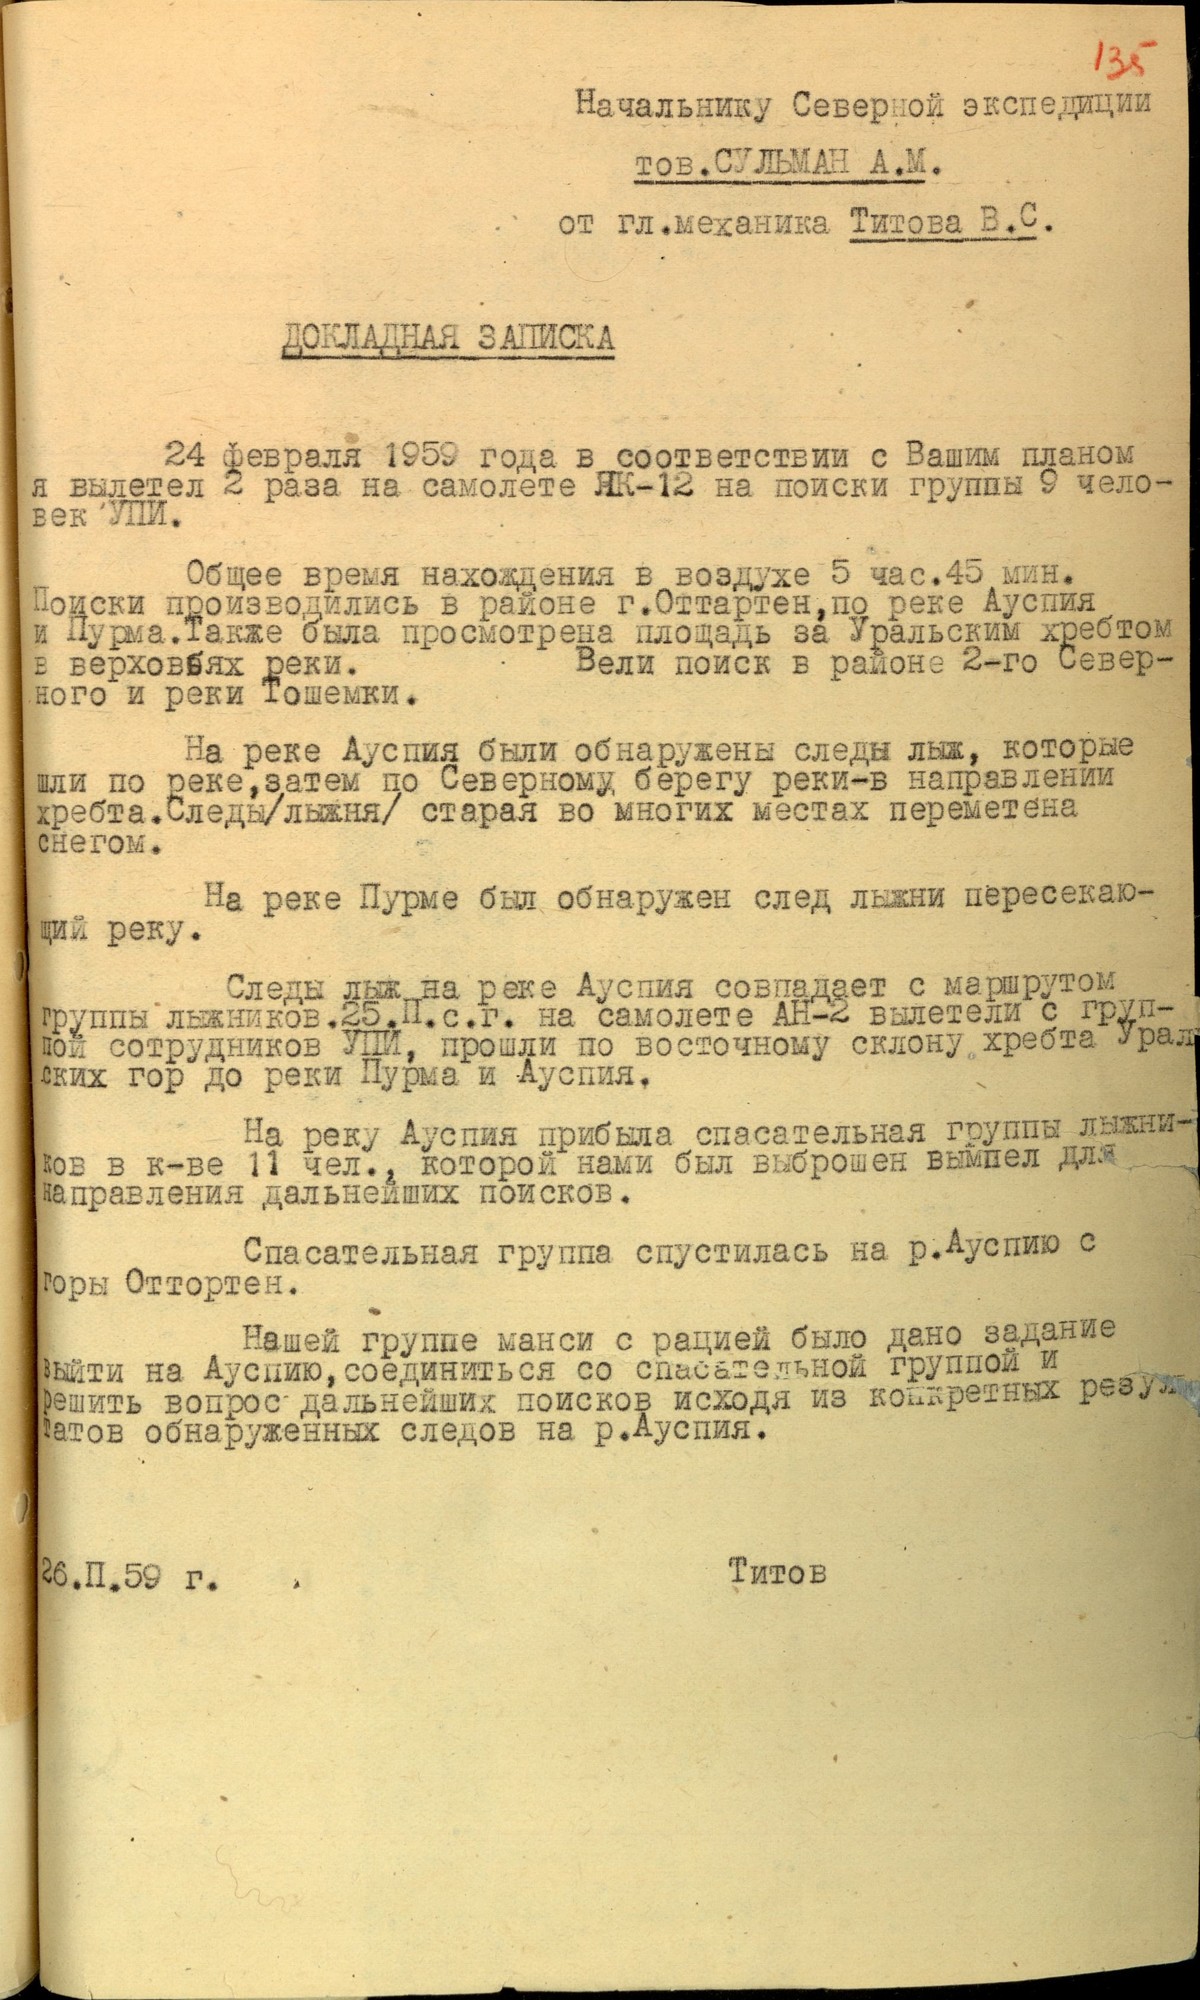 135
Начальнику Северной экспедиции
тов.СУЛЬМАН А.М.
от гл.механика Титова В.С.
ДОКЛАДНАЯ ЗАПИСКА
24 февраля 1959 года в соответствии с Вашим планом
я вылетел 2 раза на самолете ЯК-12 на поиски группы 9 чело-
век УПИ.
Общее время нахождения в воздухе 5 час.45 мин.
Поиски производились в районе г.Оттартен,по реке Ауспия
и Пурма.Также была просмотрена площадь за Уральским хребтом
в верховьях реки. Вели поиск в районе 2-го Север-
ного и реки Тошемки.
На реке Ауспия были обнаружены следы лыж, которые
шли по реке,затем по Северному берегу реки-в направлении
хребта.Следы/лыжня/ старая во многих местах переметена
снегом.
На реке Пурме был обнаружен след лыжни пересекаю-
щий реку.
Следы лыж на реке Ауспия совпадает с маршрутом
группы лыжников.25.П.с.г. на самолете АН-2 вылетели с груп-
пой сотрудников УПИ, прошли по восточному склону хребта Урал
ских гор до реки Пурма и Ауспия.
На реку Ауспия прибыла спасательная группы лыжни-
ков в к-ве 11 чел., которой нами был выброшен вымпел для
направления дальнейших поисков.
Спасательная группа спустилась на р.Ауспию с
горы Оттортен.
Нашей группе манси с рацией было дано задание
выйти на Ауспию,соединиться со спасательной группой и
решить вопрос дальнейших поисков исходя из конкретных резуль
татов обнаруженных следов на р.Ауспия.
26.П.59 г. Титов